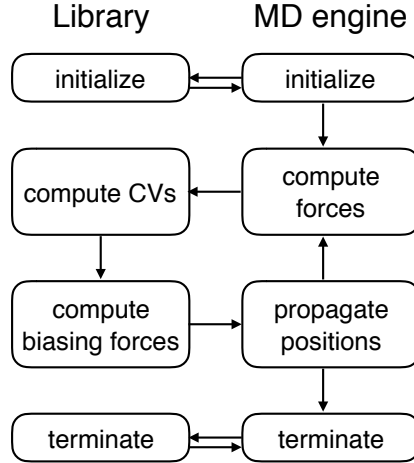 Library MD engine
initialize initialize
compute CVs compute
forces
compute
biasing forces propagate
positions
terminate terminate